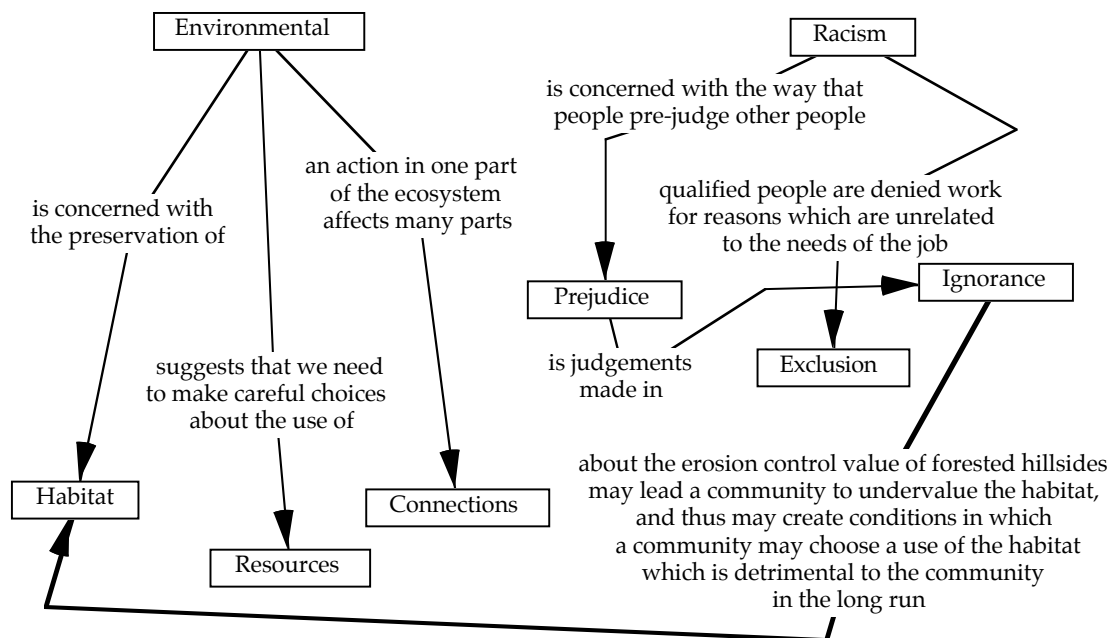 Environmental
Racism
is concerned with the way that
people pre-judge other people
an action in one part
of the ecosystem
affects many parts
is concerned with
the preservation of
qualified people are denied work
for reasons which are unrelated
to the needs of the job
Prejudice
Ignorance
is judgements
made in
Exclusion
suggests that we need
to make careful choices
about the use of
Habitat
Connections
Resources
about the erosion control value of forested hillsides
may lead a community to undervalue the habitat,
and thus may create conditions in which
a community may choose a use of the habitat
which is detrimental to the community
in the long run